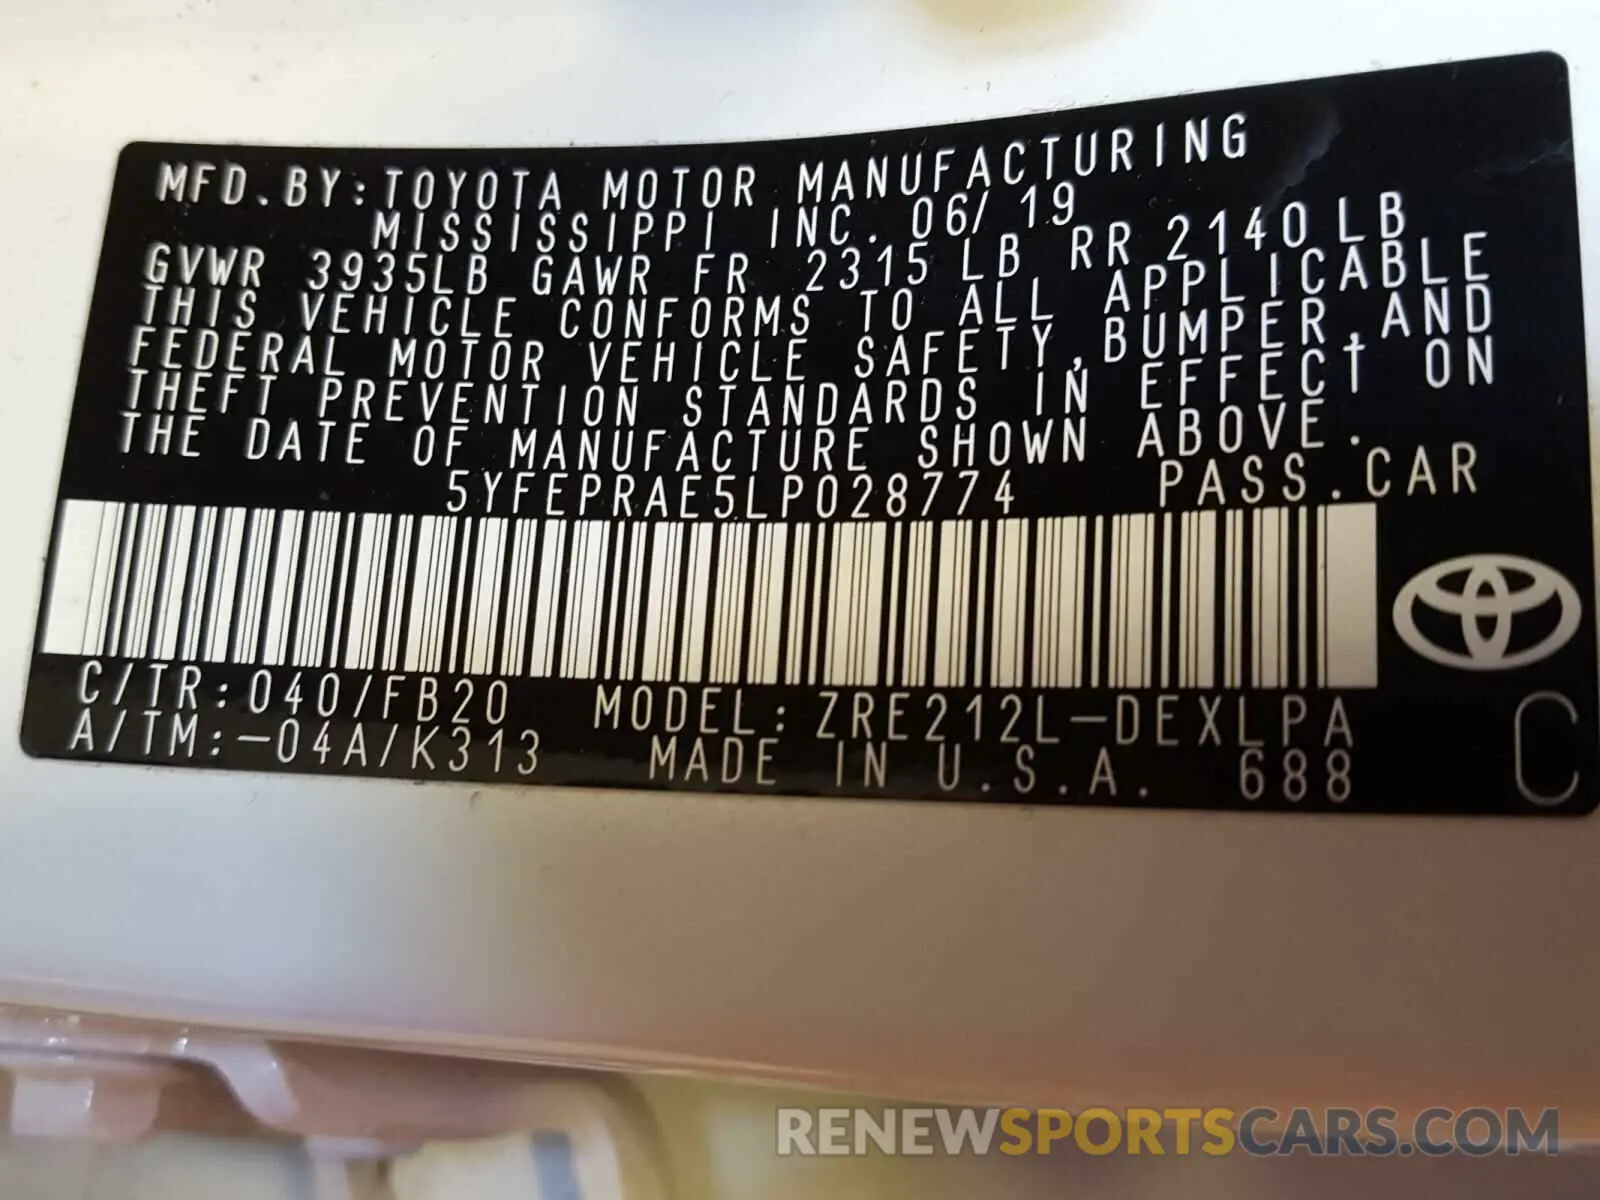 MFD.BY:TOYOTA MOTOR MANUFACTURING
MISSISSIPPI INC. 06/19
GVWR 3935LB GAWR FR 2315LB RR 2140LB
THIS VEHICLE CONFORMS TO ALL APPLICABLE
FEDERAL MOTOR VEHICLE SAFETY,BUMPER,AND
THEFT PREVENTION STANDARDS IN EFFECT ON
THE DATE OF MANUFACTURE SHOWN ABOVE.
5YFEPRAE5LP028774 PASS.CAR
C/TR:040/FB20 MODEL:ZRE212L-DEXLPA
A/TM:-04A/K313 MADE IN U.S.A. 688
C
RENEWSPORTSCARS.COM